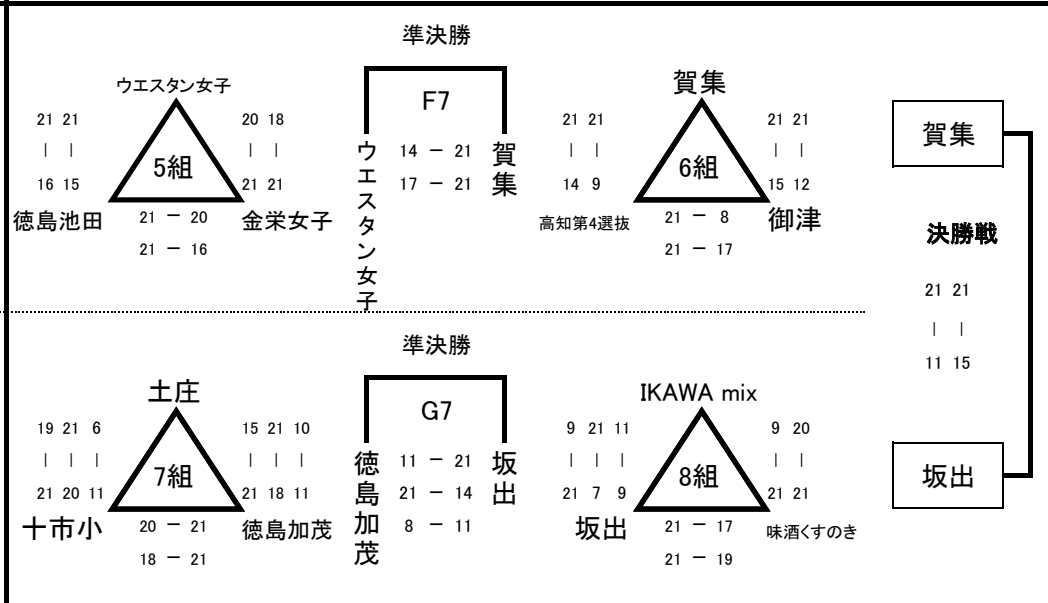 準決勝
ウエスタン女子
F7
賀集
21 21
| |
16 15
20 18
| |
21 21
5組
徳島池田
金栄女子
21 － 20
21 － 16
ウエスタン女子
14 － 21
17 － 21
賀集
21 21
| |
14 9
21 21
| |
15 12
6組
高知第4選抜
御津
21 － 8
21 － 17
賀集
決勝戦
21 21
| |
11 15
坂出
準決勝
土庄
G7
IKAWA mix
19 21 6
| | |
21 20 11
15 21 10
| | |
21 18 11
7組
十市小
徳島加茂
20 － 21
18 － 21
徳島加茂
11 － 21
21 － 14
8 － 11
坂出
9 21 11
| | |
21 7 9
9 20
| |
21 21
8組
坂出
味酒くすのき
21 － 17
21 － 19